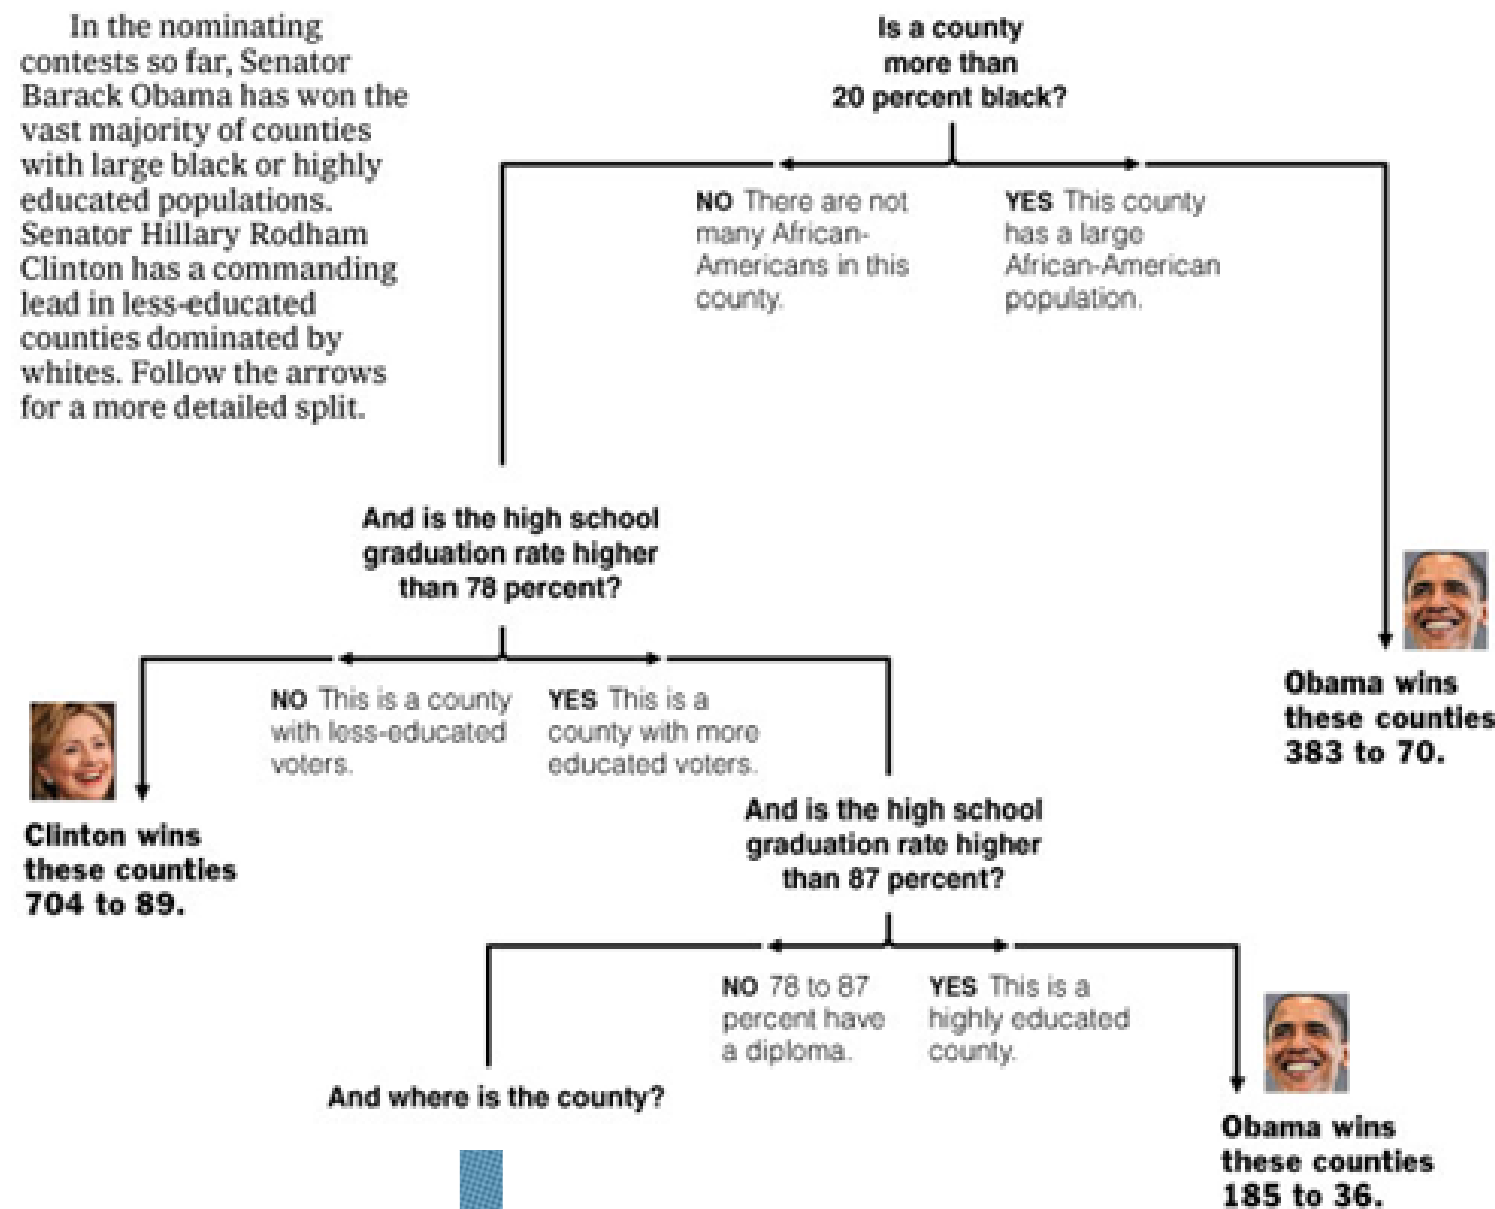 In the nominating
contests so far, Senator
Barack Obama has won the
vast majority of counties
with large black or highly
educated populations.
Senator Hillary Rodham
Clinton has a commanding
lead in less-educated
counties dominated by
whites. Follow the arrows
for a more detailed split.
Is a county
more than
20 percent black?
NO There are not
many African-
Americans in this
county.
YES This county
has a large
African-American
population.
And is the high school
graduation rate higher
than 78 percent?
Obama wins
these counties
383 to 70.
NO This is a county
with less-educated
voters.
YES This is a
county with more
educated voters.
Clinton wins
these counties
704 to 89.
And is the high school
graduation rate higher
than 87 percent?
NO 78 to 87
percent have
a diploma.
YES This is a
highly educated
county.
And where is the county?
Obama wins
these counties
185 to 36.